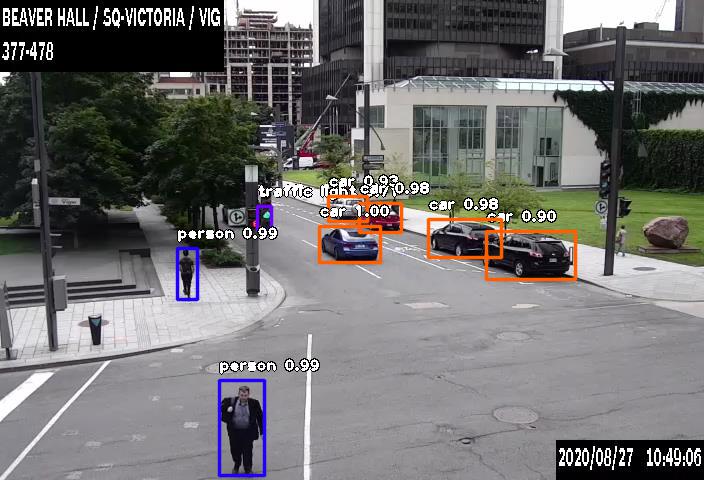 BEAVER HALL / SQ-VICTORIA / VIG
377-478
car 0.93
car 0.98
traffic light
car 1.00
car 0.98
car 0.90
person 0.99
person 0.99
2020/08/27 10:49:06